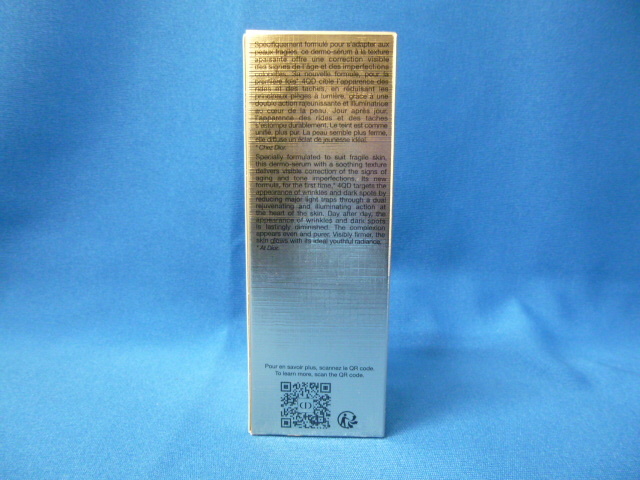 Spécifiquement formulé pour s'adapter aux
peaux fragiles, ce dermo-sérum à la texture
apaisante offre une correction visible
des signes de l'âge et des imperfections
colorielles. Sa nouvelle formule, pour la
première fois* 4QD cible l'apparence des
rides et des taches, en réduisant les
principaux pièges à lumière, grâce à une
double action rajeunissante et illuminatrice
au cœur de la peau. Jour après jour,
l'apparence des rides et des taches
s'estompe durablement. Le teint est comme
unifié, plus pur. La peau semble plus ferme,
elle diffuse un éclat de jeunesse idéal.
* Chez Dior.
Specially formulated to suit fragile skin,
this dermo-serum with a soothing texture
delivers visible correction of the signs of
aging and tone imperfections. Its new
formula, for the first time,* 4QD targets the
appearance of wrinkles and dark spots by
reducing major light traps through a dual
rejuvenating and illuminating action at
the heart of the skin. Day after day, the
appearance of wrinkles and dark spots
is lastingly diminished. The complexion
appears even and purer. Visibly firmer, the
skin glows with its ideal youthful radiance.
* At Dior.
Pour en savoir plus, scannez le QR code.
To learn more, scan the QR code.
CD